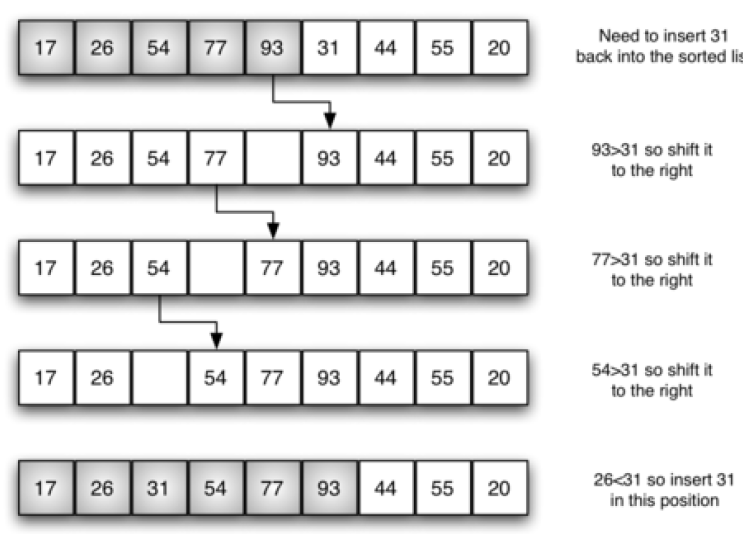 17 26 54 77 93 31 44 55 20
Need to insert 31
back into the sorted lis
17 26 54 77 93 44 55 20
93>31 so shift it
to the right
17 26 54 77 93 44 55 20
77>31 so shift it
to the right
17 26 54 77 93 44 55 20
54>31 so shift it
to the right
17 26 31 54 77 93 44 55 20
26<31 so insert 31
in this position